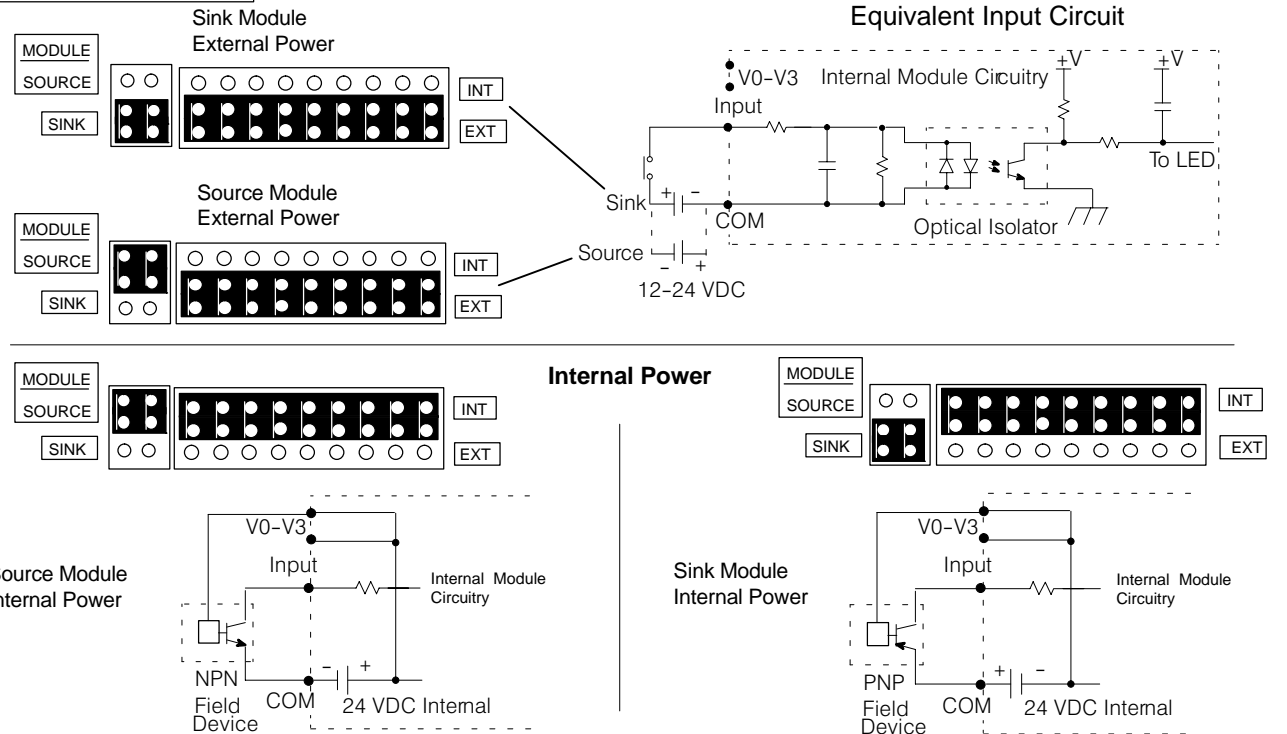 Sink Module
External Power
MODULE
SOURCE
SINK
INT
EXT
Equivalent Input Circuit
V0-V3
Internal Module Circuitry
+V
+V
Input
To LED
Sink
+
-
COM
Optical Isolator
Source
-
+
12-24 VDC
Source Module
External Power
MODULE
SOURCE
SINK
INT
EXT
Internal Power
MODULE
SOURCE
SINK
INT
EXT
MODULE
SOURCE
SINK
INT
EXT
V0-V3
Input
Internal Module
Circuitry
ource Module
nternal Power
NPN
Field
Device
COM
-
+
24 VDC Internal
V0-V3
Input
Internal Module
Circuitry
Sink Module
Internal Power
PNP
Field
Device
COM
+
-
24 VDC Internal